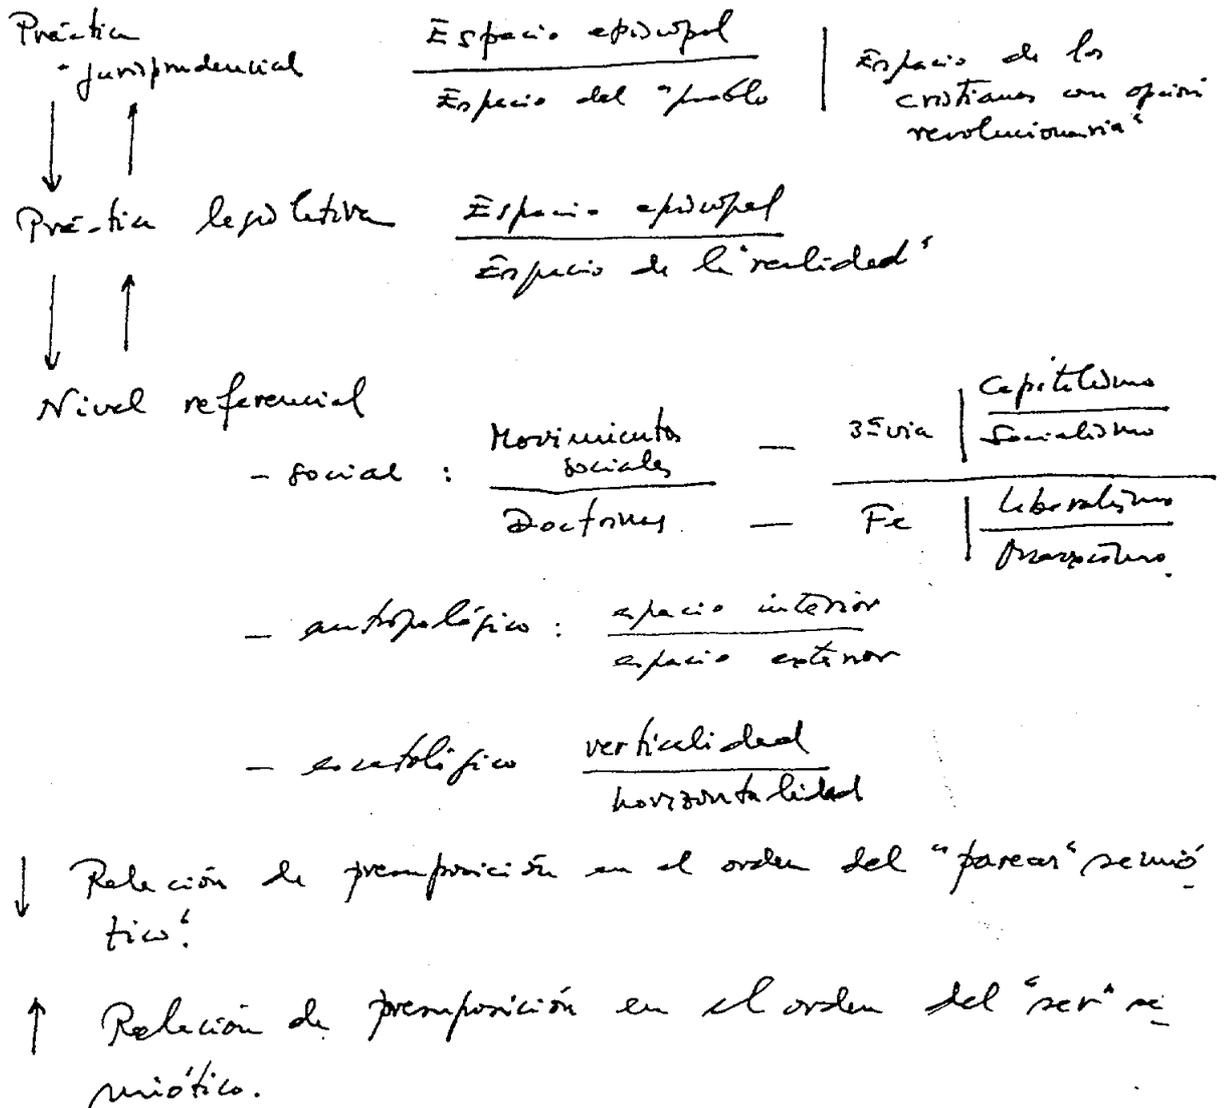 Práctica
jurisprudencial
Espacio episcopal
Espacio del "pueblo
Espacio de los
cristianos con opción
revolucionaria"
Práctica legislativa
Espacio episcopal
Espacio de la "realidad"
Nivel referencial
- social :
Movimientos
sociales
Doctrinas
—
3ª via
Capitalismo
Socialismo
—
Fe
Liberalismo
Marxismo.
- antropológico :
espacio interior
espacio exterior
- escatológico
verticalidad
horizontalidad
↓ Relación de presuposición en el orden del "parecer" semió
tico".
↑ Relación de presuposición en el orden del "ser" se
miótico.